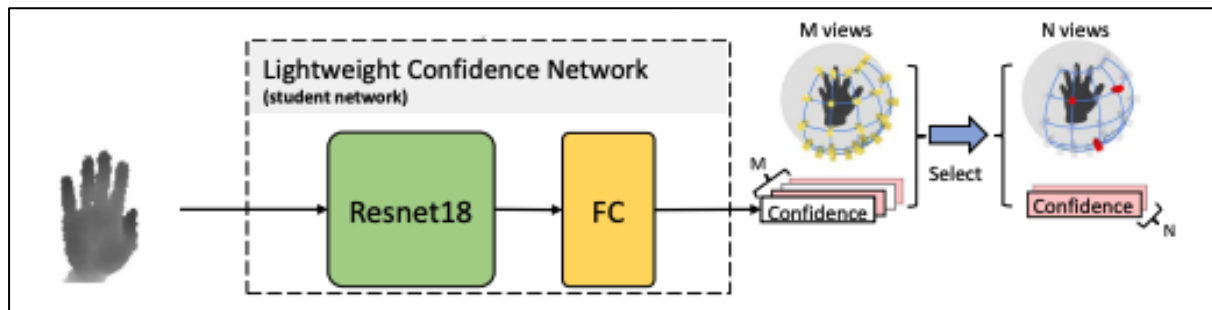 Lightweight Confidence Network
(student network)
Resnet18
FC
M views
M
Confidence
Select
N views
Confidence
N